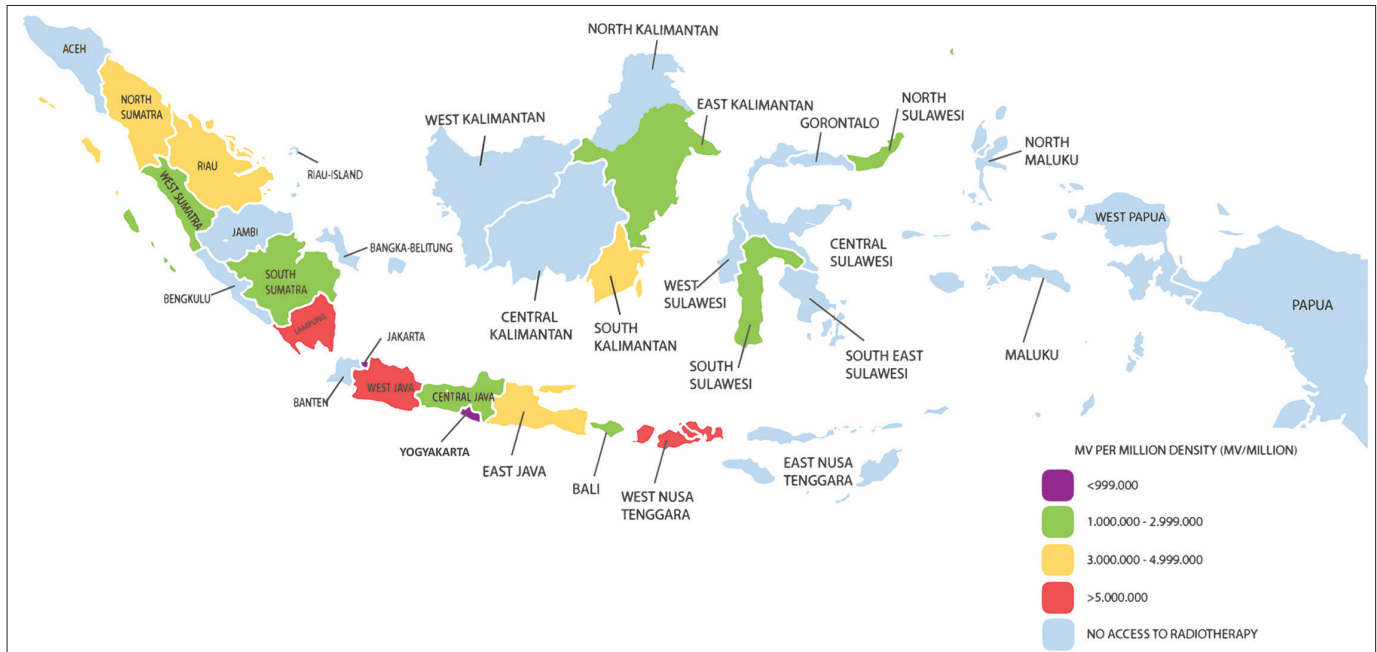 NORTH KALIMANTAN
ACEH
NORTH
SUMATRA
WEST KALIMANTAN
EAST KALIMANTAN
NORTH
SULAWESI
GORONTALO
NORTH
MALUKU
RIAU
RIAU-ISLAND
WEST SUMATRA
WEST PAPUA
JAMBI
BANGKA-BELITUNG
CENTRAL
SULAWESI
SOUTH
SUMATRA
BENGKULU
WEST
SULAWESI
PAPUA
CENTRAL
KALIMANTAN
SOUTH
KALIMANTAN
LAMPUNG
JAKARTA
SOUTH EAST
SULAWESI
MALUKU
SOUTH
SULAWESI
WEST JAVA
BANTEN
CENTRAL JAVA
YOGYAKARTA
EAST JAVA
BALI
WEST NUSA
TENGGARA
EAST NUSA
TENGGARA
MV PER MILLION DENSITY (MV/MILLION)
<999.000
1.000.000 - 2.999.000
3.000.000 - 4.999.000
>5.000.000
NO ACCESS TO RADIOTHERAPY